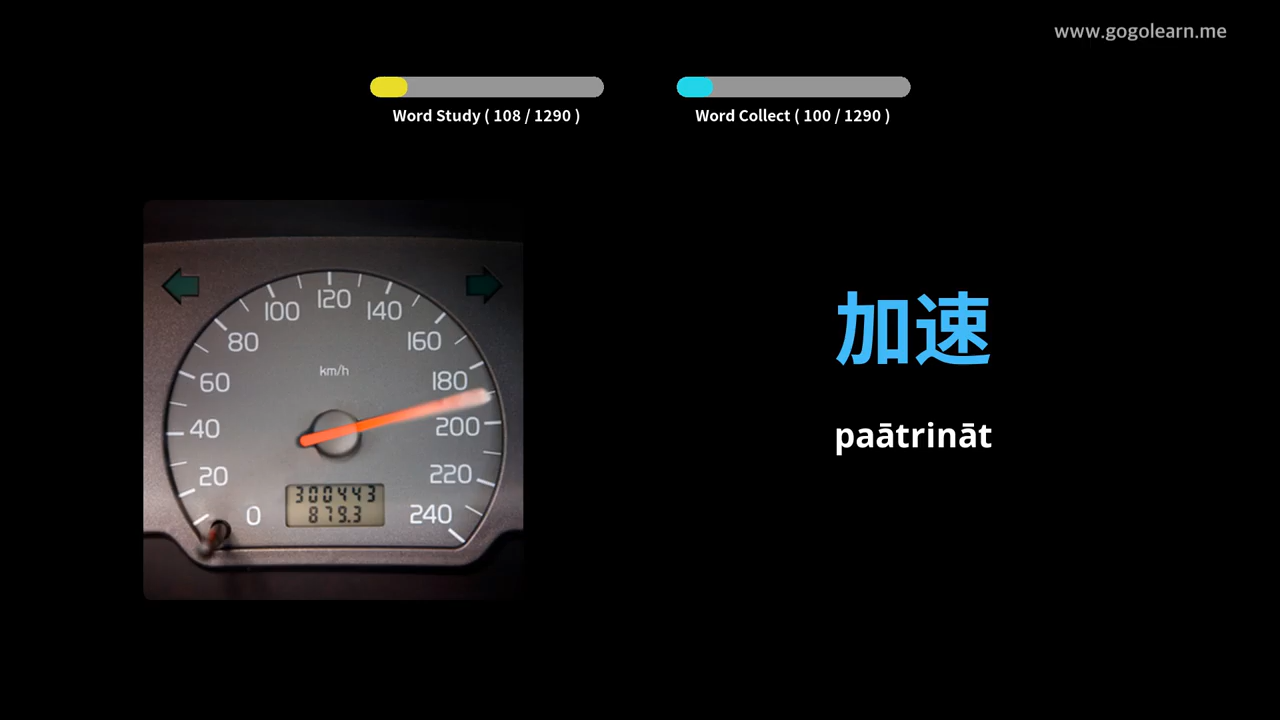 www.gogolearn.me
Word Study ( 108 / 1290 )
Word Collect ( 100 / 1290 )
120
100
140
80
160
km/h
60
180
40
200
20
220
300443
0
240
879.3
加速
paātrināt